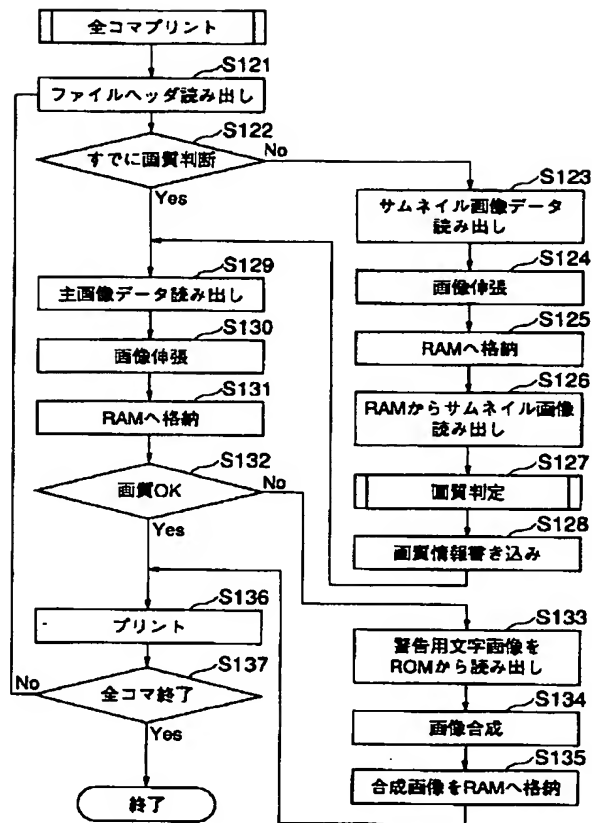 全コマプリント
S121
ファイルヘッダ読み出し
S122
すでに画質判断
No
Yes
S123
サムネイル画像データ
読み出し
S124
画像伸張
S125
RAMへ格納
S126
RAMからサムネイル画像
読み出し
S127
画質判定
S128
画質情報書き込み
S129
主画像データ読み出し
S130
画像伸張
S131
RAMへ格納
S132
画質OK
No
Yes
S133
警告用文字画像を
ROMから読み出し
S134
画像合成
S135
合成画像をRAMへ格納
S136
プリント
S137
全コマ終了
No
Yes
終了